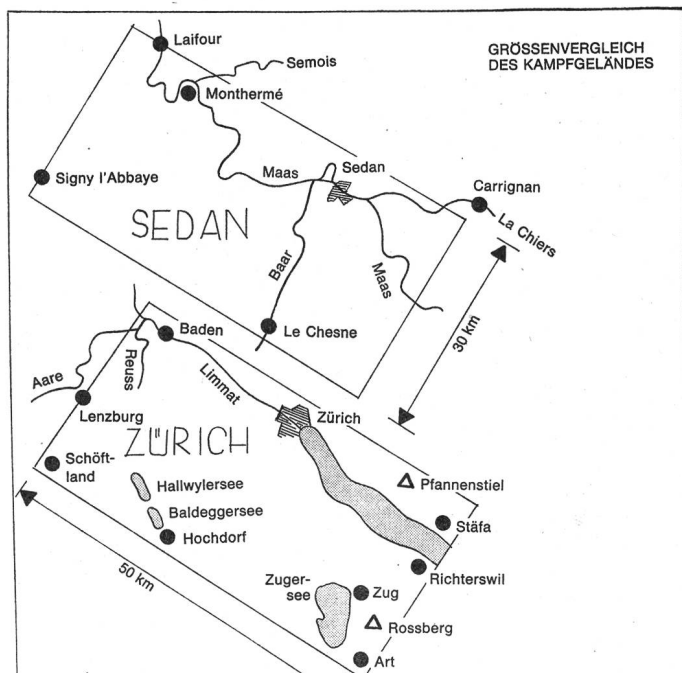 GRÖSSENVERGLEICH
DES KAMPFGELÄNDES
Laifour
Semois
Monthermé
Sedan
Maas
Signy l'Abbaye
Carrignan
La Chiers
SEDAN
Baar
Maas
30 km
Le Chesne
Baden
Aare
Reuss
Limmat
Lenzburg
Zürich
ZÜRICH
Schöft-
land
Hallwylersee
Pfannenstiel
Baldeggersee
Stäfa
Hochdorf
50 km
Richterswil
Zuger-
see
Zug
Rossberg
Art